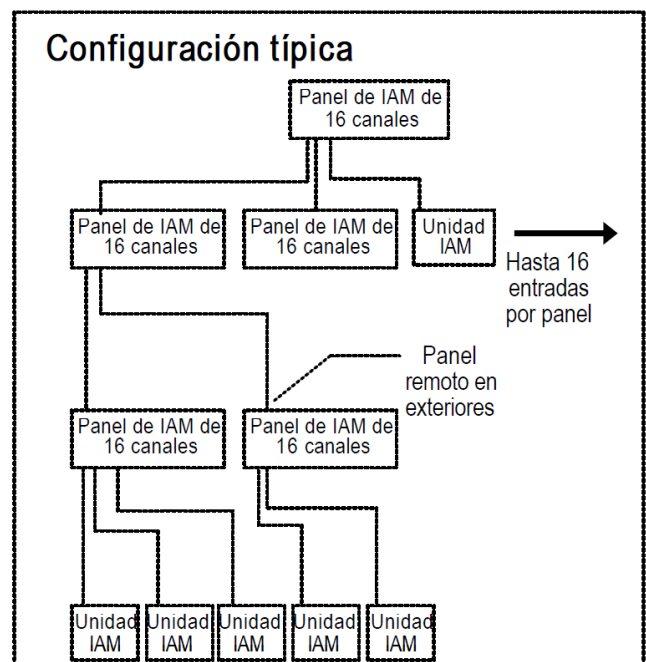 Configuración típica
Panel de IAM de
16 canales
Panel de IAM de
16 canales
Panel de IAM de
16 canales
Unidad
IAM
Hasta 16
entradas
por panel
Panel
remoto en
exteriores
Panel de IAM de
16 canales
Panel de IAM de
16 canales
Unidad
IAM
Unidad
IAM
Unidad
IAM
Unidad
IAM
Unidad
IAM